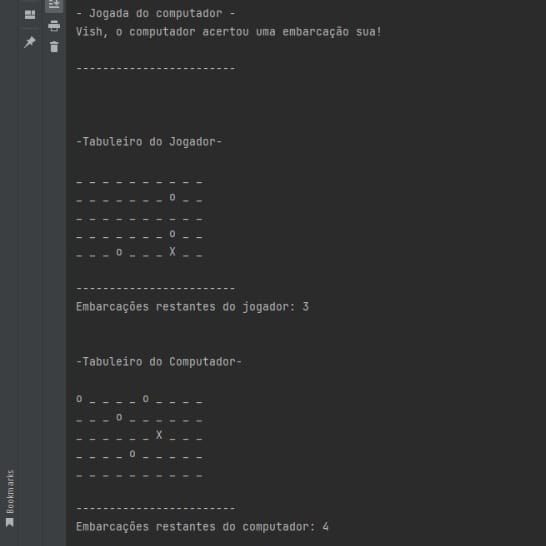 - Jogada do computador -
Vish, o computador acertou uma embarcação sua!
------------------------
-Tabuleiro do Jogador-
_ _ _ _ _ _ _ _ _ _
_ _ _ _ _ _ _ o _ _
_ _ _ _ _ _ _ _ _ _
_ _ _ _ _ _ _ o _ _
_ _ _ o _ _ _ X _ _
------------------------
Embarcações restantes do jogador: 3
-Tabuleiro do Computador-
o _ _ _ _ o _ _ _ _
_ _ _ o _ _ _ _ _ _
_ _ _ _ _ _ X _ _ _
_ _ _ _ o _ _ _ _ _
_ _ _ _ _ _ _ _ _ _
------------------------
Embarcações restantes do computador: 4
Bookmarks